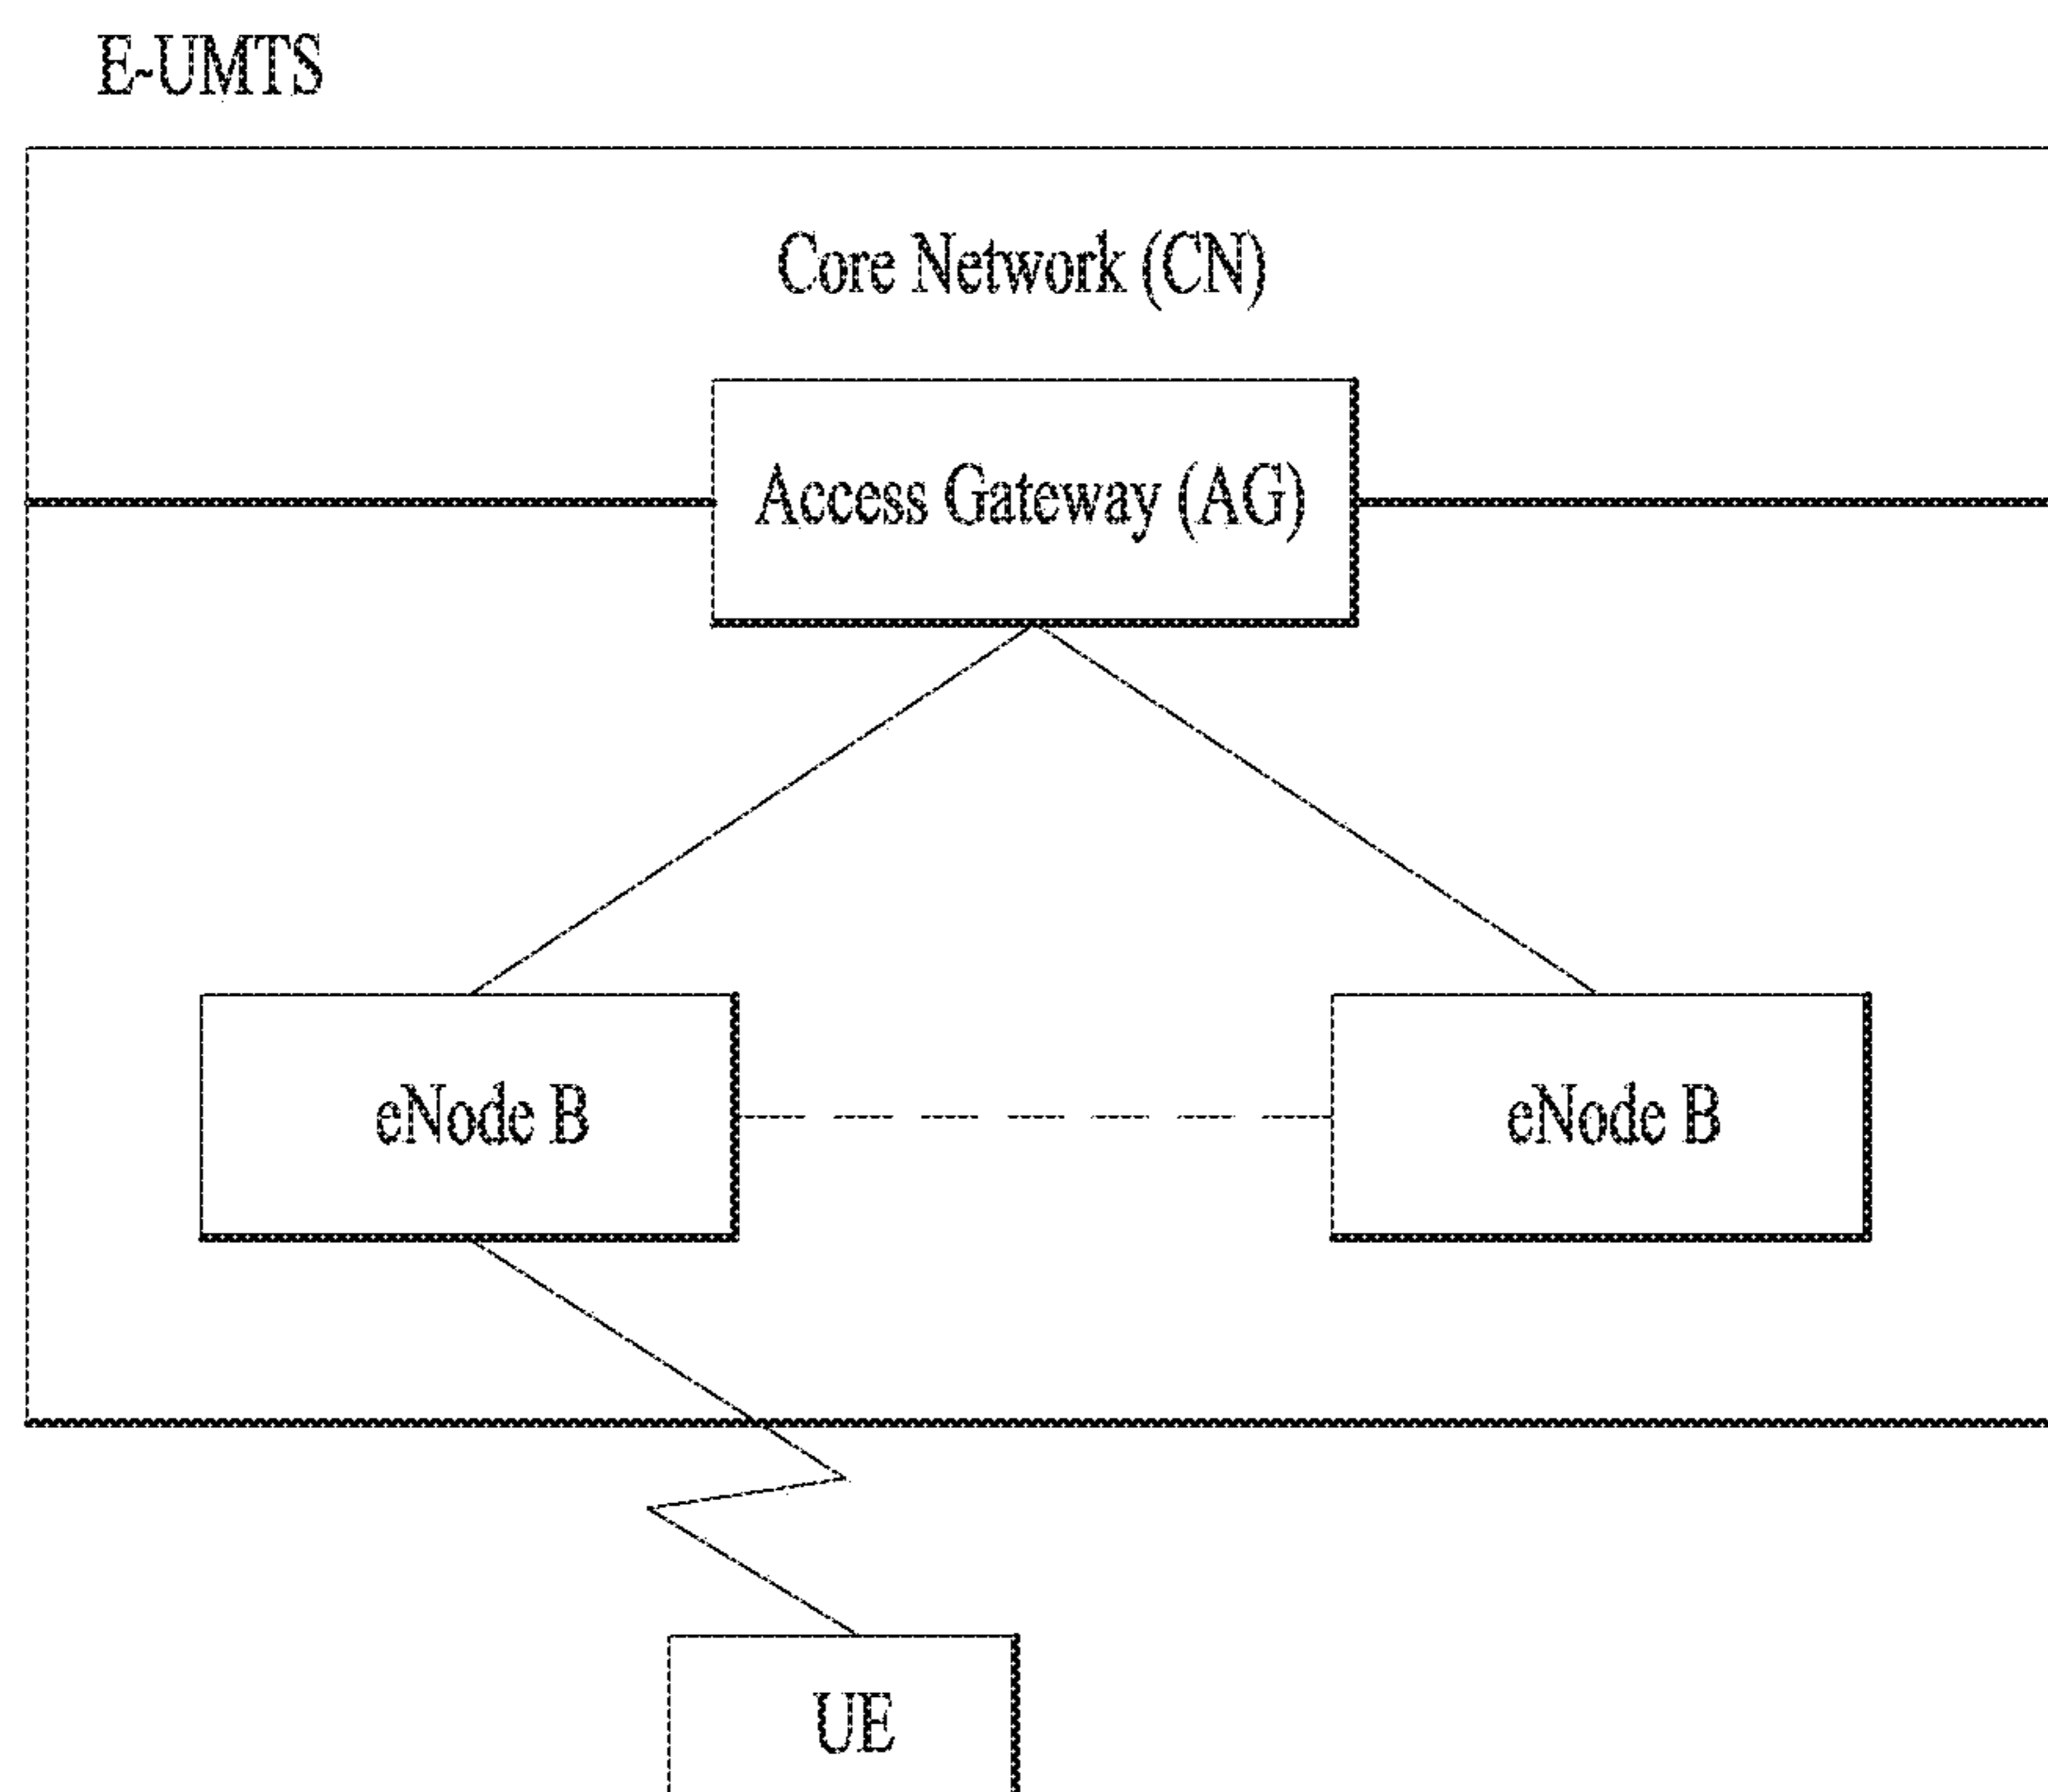 E-UMTS
Core Network (CN)
Access Gateway (AG)
eNode B
eNode B
UE